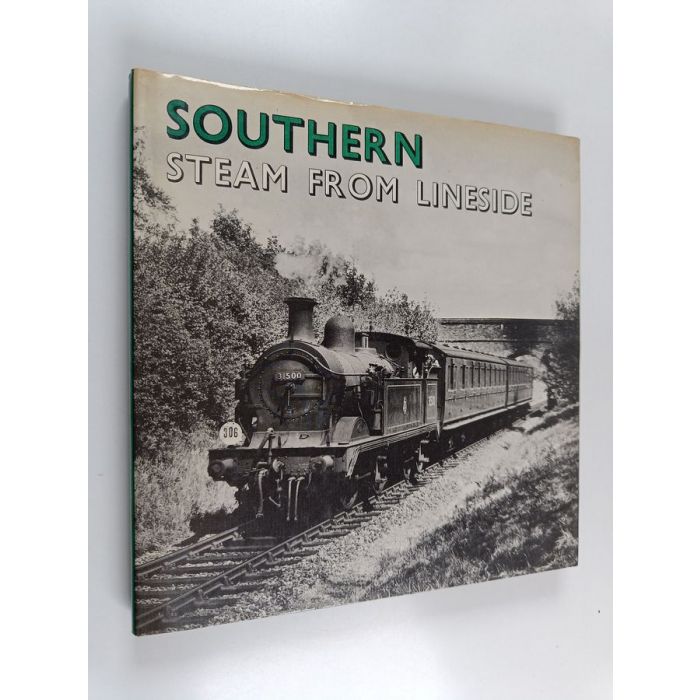 SOUTHERN
STEAM FROM LINESIDE
31500
306